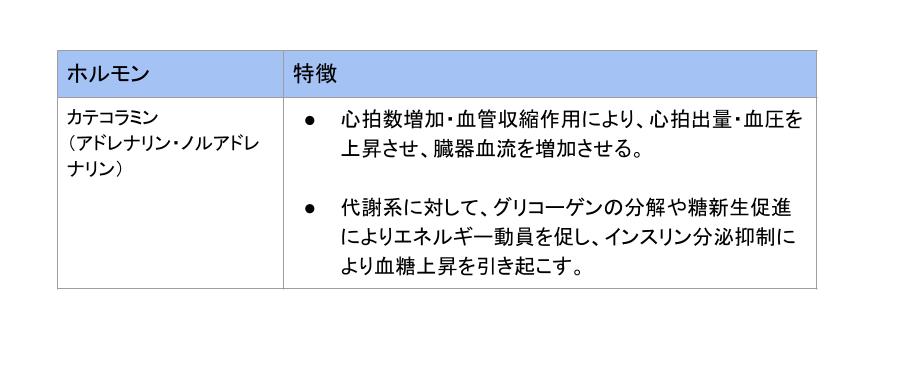 ホルモン
特徴
カテコラミン
（アドレナリン・ノルアドレ
ナリン）
● 心拍数増加・血管収縮作用により、心拍出量・血圧を
上昇させ、臓器血流を増加させる。
● 代謝系に対して、グリコーゲンの分解や糖新生促進
によりエネルギー動員を促し、インスリン分泌抑制に
より血糖上昇を引き起こす。